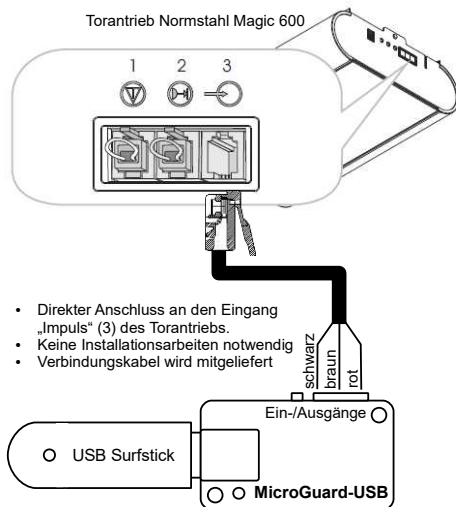 Torantrieb Normstahl Magic 600
1 2 3
• Direkter Anschluss an den Eingang
„Impuls“ (3) des Torantriebs.
• Keine Installationsarbeiten notwendig
• Verbindungskabel wird mitgeliefert
schwarz
braun
rot
Ein-/Ausgänge
USB Surfstick
MicroGuard-USB